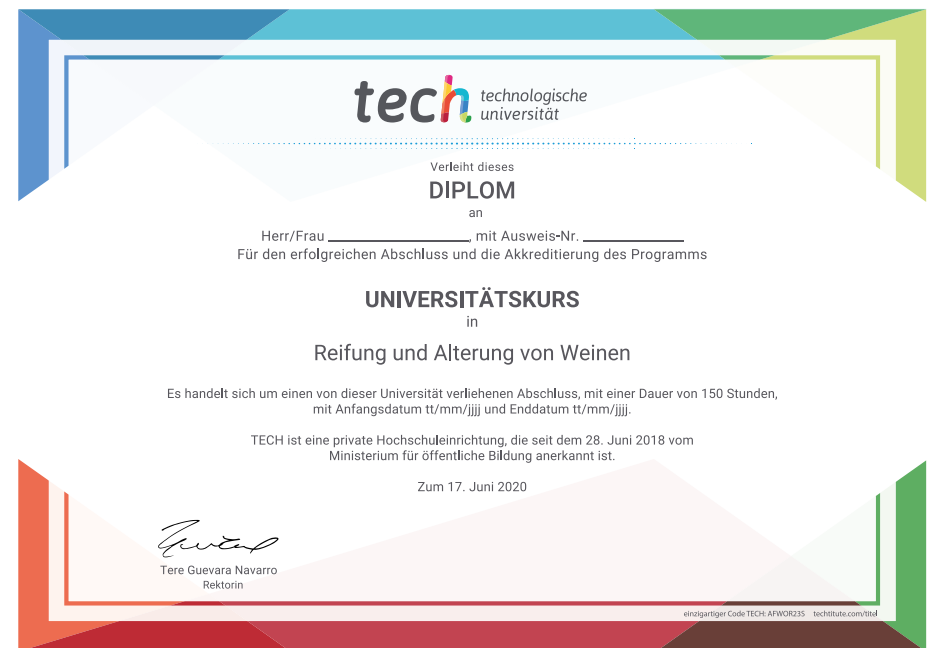 tech technologische
universität
Verleiht dieses
DIPLOM
an
Herr/Frau ____________________, mit Ausweis-Nr. ______________
Für den erfolgreichen Abschluss und die Akkreditierung des Programms
UNIVERSITÄTSKURS
in
Reifung und Alterung von Weinen
Es handelt sich um einen von dieser Universität verliehenen Abschluss, mit einer Dauer von 150 Stunden,
mit Anfangsdatum tt/mm/jjjj und Enddatum tt/mm/jjjj.
TECH ist eine private Hochschuleinrichtung, die seit dem 28. Juni 2018 vom
Ministerium für öffentliche Bildung anerkannt ist.
Zum 17. Juni 2020
Tere Guevara Navarro
Rektorin
einzigartiger Code TECH: AFWOR23S techtitute.com/titel